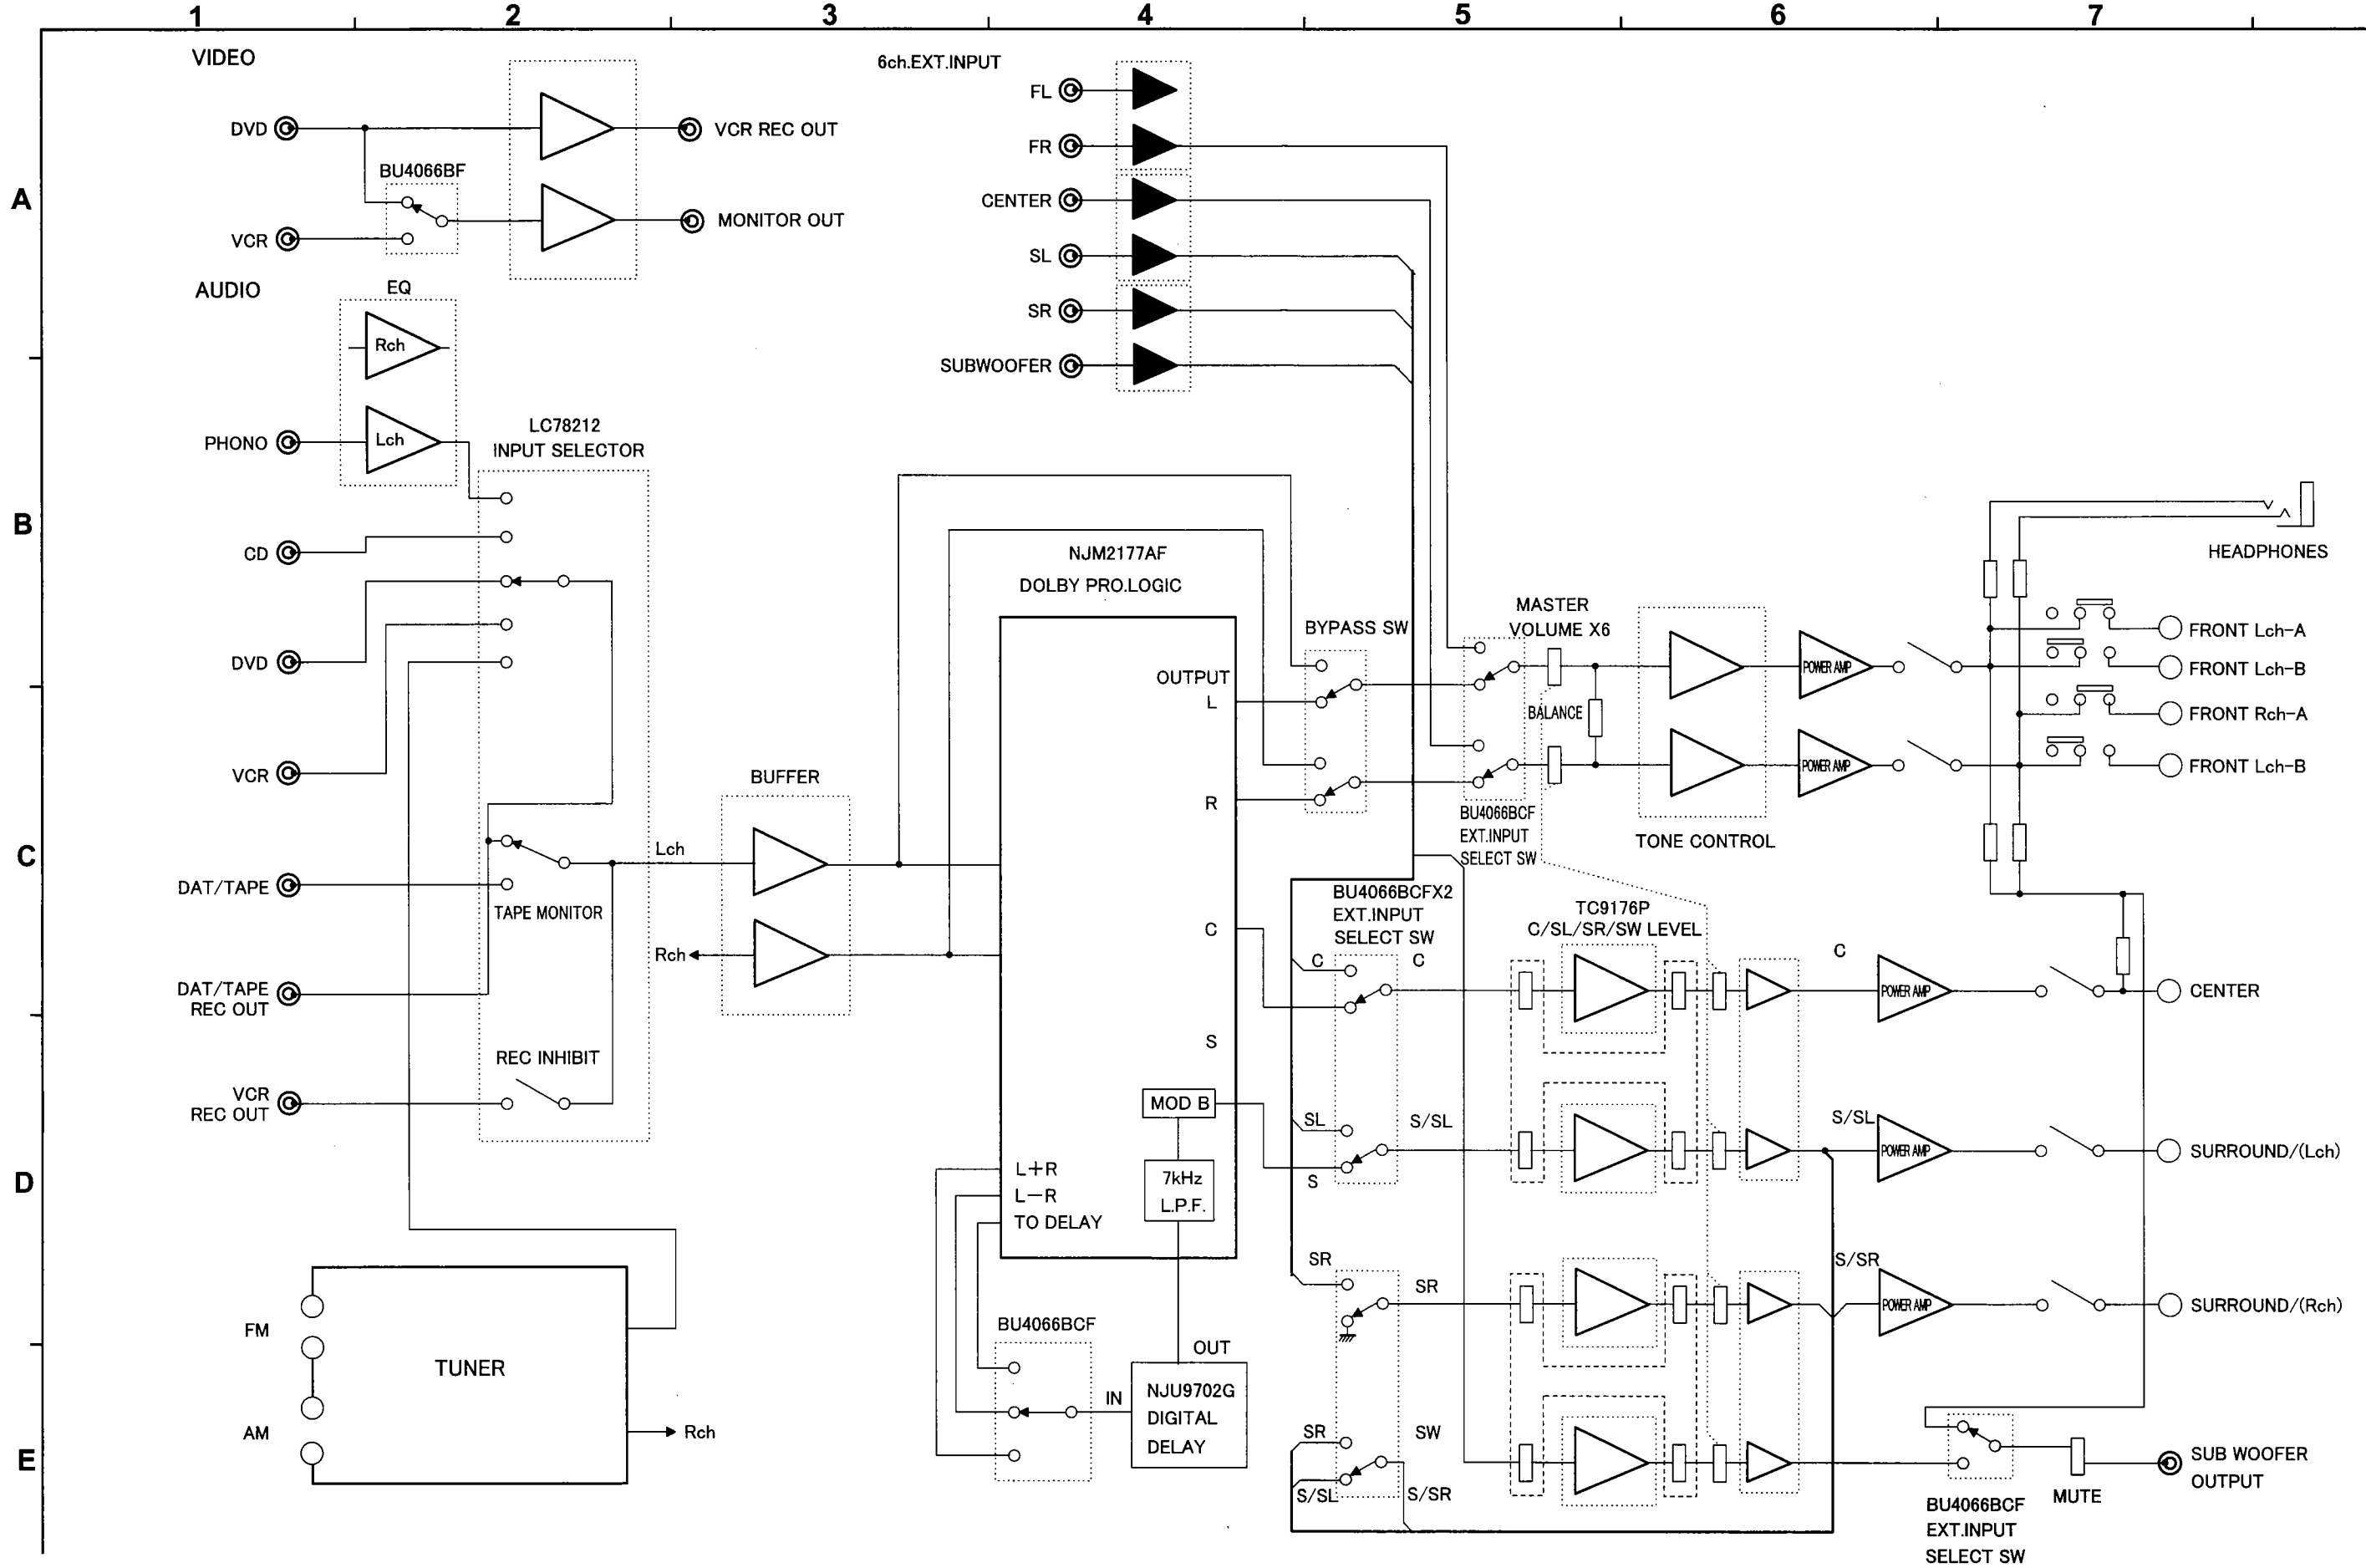 1 2 3 4 5 6 7
A
B
C
D
E
VIDEO
DVD
BU4066BF
VCR
VCR REC OUT
MONITOR OUT
6ch.EXT.INPUT
FL
FR
CENTER
SL
SR
SUBWOOFER
AUDIO
EQ
Rch
Lch
PHONO
CD
DVD
VCR
DAT/TAPE
DAT/TAPE
REC OUT
VCR
REC OUT
LC78212
INPUT SELECTOR
TAPE MONITOR
REC INHIBIT
Lch
Rch
BUFFER
FM
AM
TUNER
Rch
NJM2177AF
DOLBY PRO.LOGIC
OUTPUT
L
R
C
S
MOD B
7kHz
L.P.F.
L+R
L−R
TO DELAY
BU4066BCF
IN
OUT
NJU9702G
DIGITAL
DELAY
BYPASS SW
BU4066BCF
EXT.INPUT
SELECT SW
MASTER
VOLUME X6
BALANCE
TONE CONTROL
POWER AMP
POWER AMP
HEADPHONES
FRONT Lch-A
FRONT Lch-B
FRONT Rch-A
FRONT Lch-B
BU4066BCFX2
EXT.INPUT
SELECT SW
C
C
SL
S/SL
S
SR
SR
SR
SW
S/SL
S/SR
TC9176P
C/SL/SR/SW LEVEL
C
POWER AMP
CENTER
S/SL
POWER AMP
SURROUND/(Lch)
S/SR
POWER AMP
SURROUND/(Rch)
BU4066BCF
EXT.INPUT
SELECT SW
MUTE
SUB WOOFER
OUTPUT